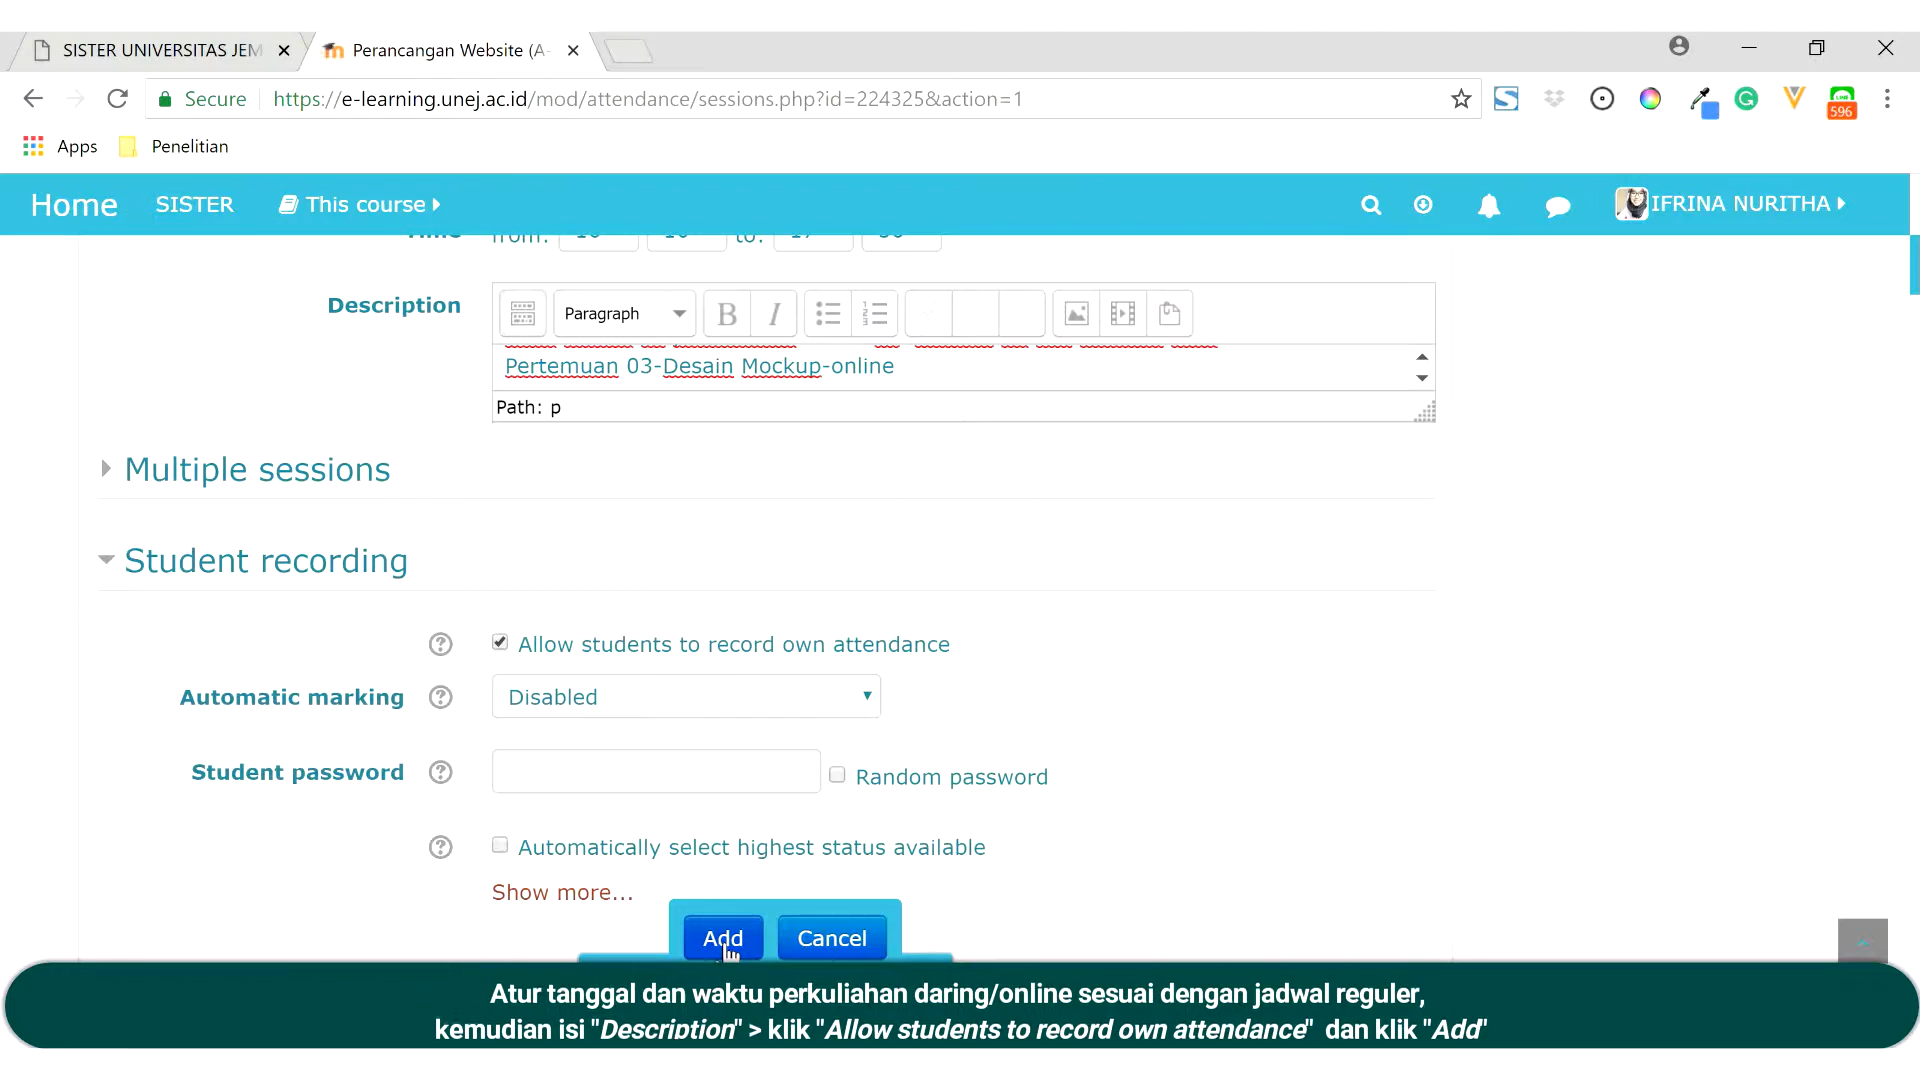 SISTER UNIVERSITAS JEM
Perancangan Website (A-
Secure
https://e-learning.unej.ac.id/mod/attendance/sessions.php?id=224325&action=1
596
Apps
Penelitian
Home
SISTER
This course
IFRINA NURITHA
Time
from:
to:
Description
Paragraph
B
I
Pertemuan 03-Desain Mockup-online
Path: p
Multiple sessions
Student recording
Allow students to record own attendance
Automatic marking
Disabled
Student password
Random password
Automatically select highest status available
Show more...
Add
Cancel
Atur tanggal dan waktu perkuliahan daring/online sesuai dengan jadwal reguler,
kemudian isi "Description" > klik "Allow students to record own attendance" dan klik "Add"